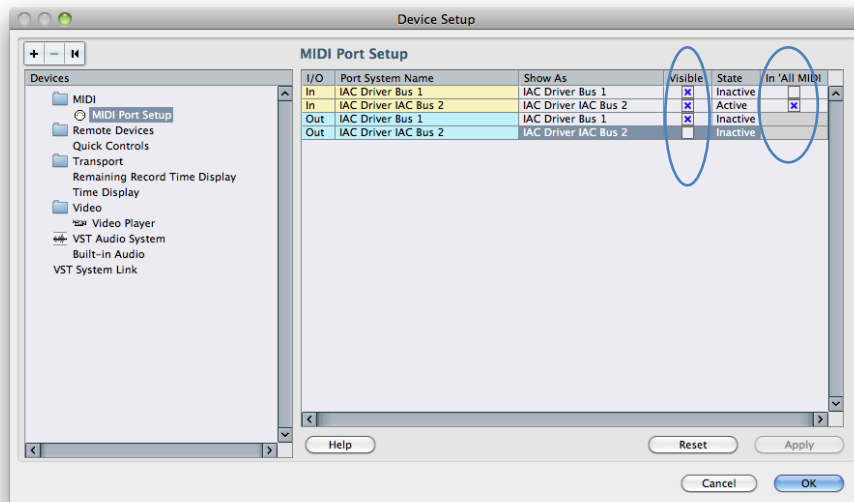 Device Setup
+ − I◀
MIDI Port Setup
Devices
MIDI
MIDI Port Setup
Remote Devices
Quick Controls
Transport
Remaining Record Time Display
Time Display
Video
Video Player
VST Audio System
Built-in Audio
VST System Link
I/O Port System Name Show As Visible State In 'All MIDI
In IAC Driver Bus 1 IAC Driver Bus 1 Inactive
In IAC Driver IAC Bus 2 IAC Driver IAC Bus 2 Active
Out IAC Driver Bus 1 IAC Driver Bus 1 Inactive
Out IAC Driver IAC Bus 2 IAC Driver IAC Bus 2 Inactive
Help Reset Apply
Cancel OK